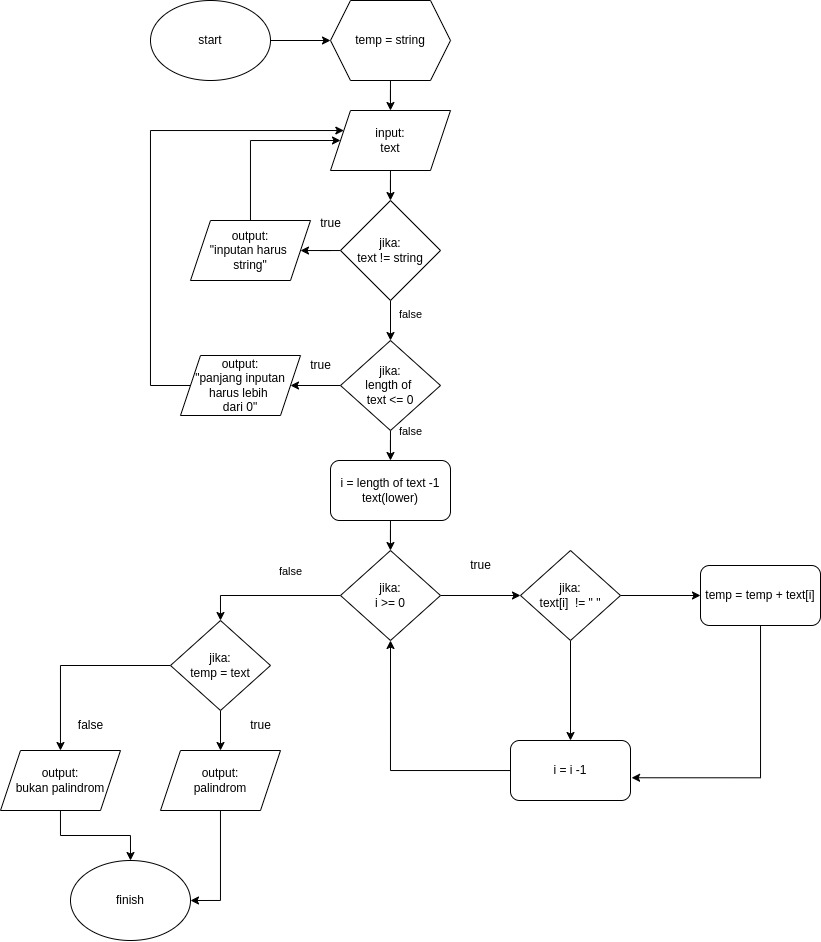 start
temp = string
input:
text
true
output:
"inputan harus
string"
jika:
text != string
false
true
output:
"panjang inputan
harus lebih
dari 0"
jika:
length of
text <= 0
false
i = length of text -1
text(lower)
false
jika:
i >= 0
true
jika:
text[i] != " "
temp = temp + text[i]
jika:
temp = text
false
true
i = i -1
output:
bukan palindrom
output:
palindrom
finish